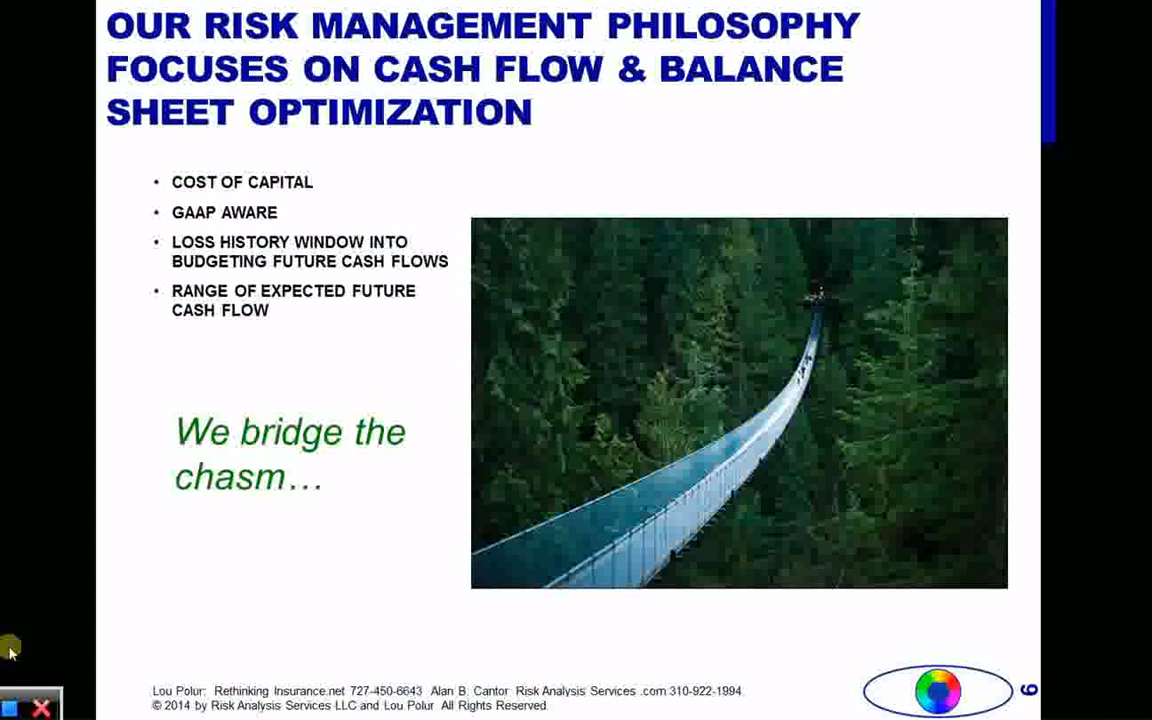 OUR RISK MANAGEMENT PHILOSOPHY
FOCUSES ON CASH FLOW & BALANCE
SHEET OPTIMIZATION
• COST OF CAPITAL
• GAAP AWARE
• LOSS HISTORY WINDOW INTO
BUDGETING FUTURE CASH FLOWS
• RANGE OF EXPECTED FUTURE
CASH FLOW
We bridge the
chasm…
Lou Polur: Rethinking Insurance.net 727-450-6643 Alan B. Cantor Risk Analysis Services .com 310-922-1994
© 2014 by Risk Analysis Services LLC and Lou Polur All Rights Reserved
6